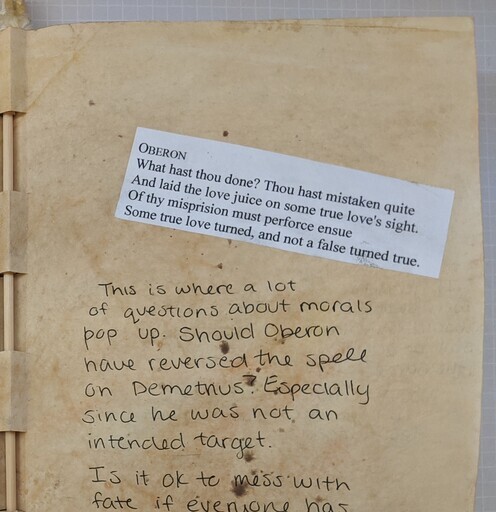 OBERON
What hast thou done? Thou hast mistaken quite
And laid the love juice on some true love's sight.
Of thy misprision must perforce ensue
Some true love turned, and not a false turned true.
This is where a lot
of questions about morals
pop up. Should Oberon
have reversed the spell
on Demetrius? Especially
since he was not an
intended target.
Is it ok to mess with
fate if everyone has